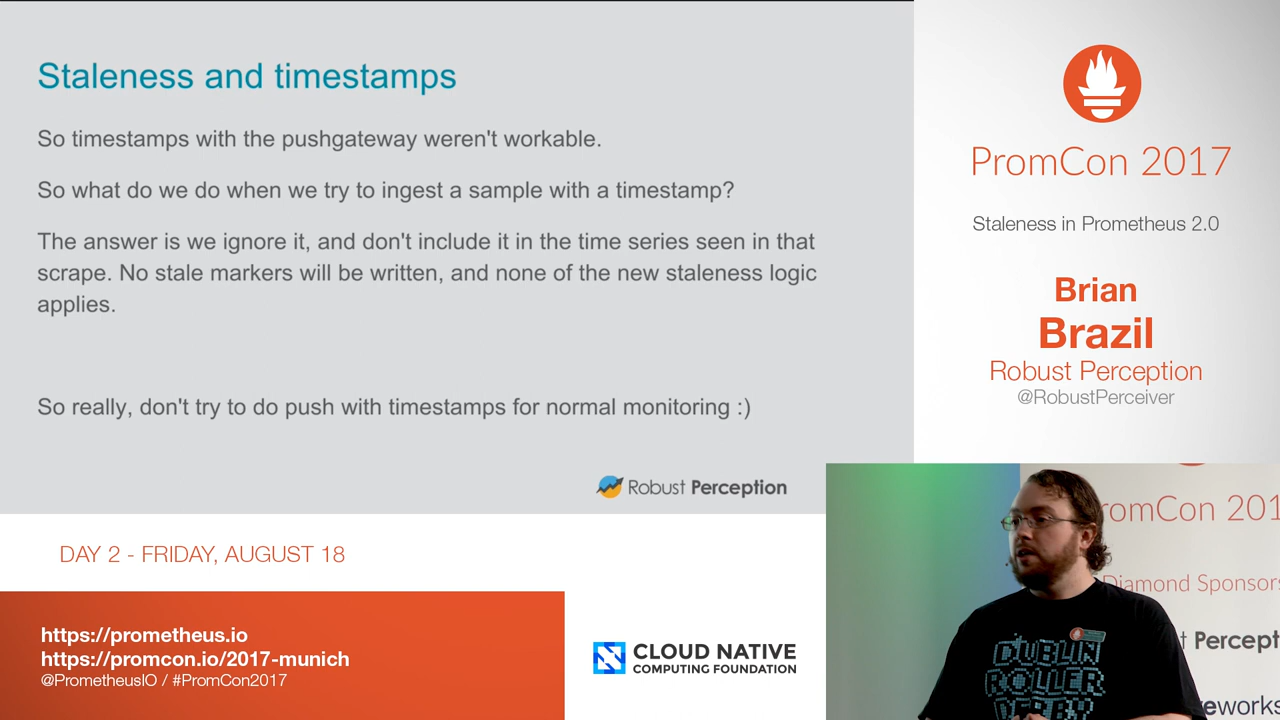 Staleness and timestamps
So timestamps with the pushgateway weren't workable.
So what do we do when we try to ingest a sample with a timestamp?
The answer is we ignore it, and don't include it in the time series seen in that
scrape. No stale markers will be written, and none of the new staleness logic
applies.
So really, don't try to do push with timestamps for normal monitoring :)
Robust Perception
PromCon 2017
Staleness in Prometheus 2.0
Brian
Brazil
Robust Perception
@RobustPerceiver
DAY 2 - FRIDAY, AUGUST 18
https://prometheus.io
https://promcon.io/2017-munich
@PrometheusIO / #PromCon2017
CLOUD NATIVE
COMPUTING FOUNDATION
romCon 201
Diamond Sponsors
Perception
eworks
DUBLIN
ROLLER
DERBY